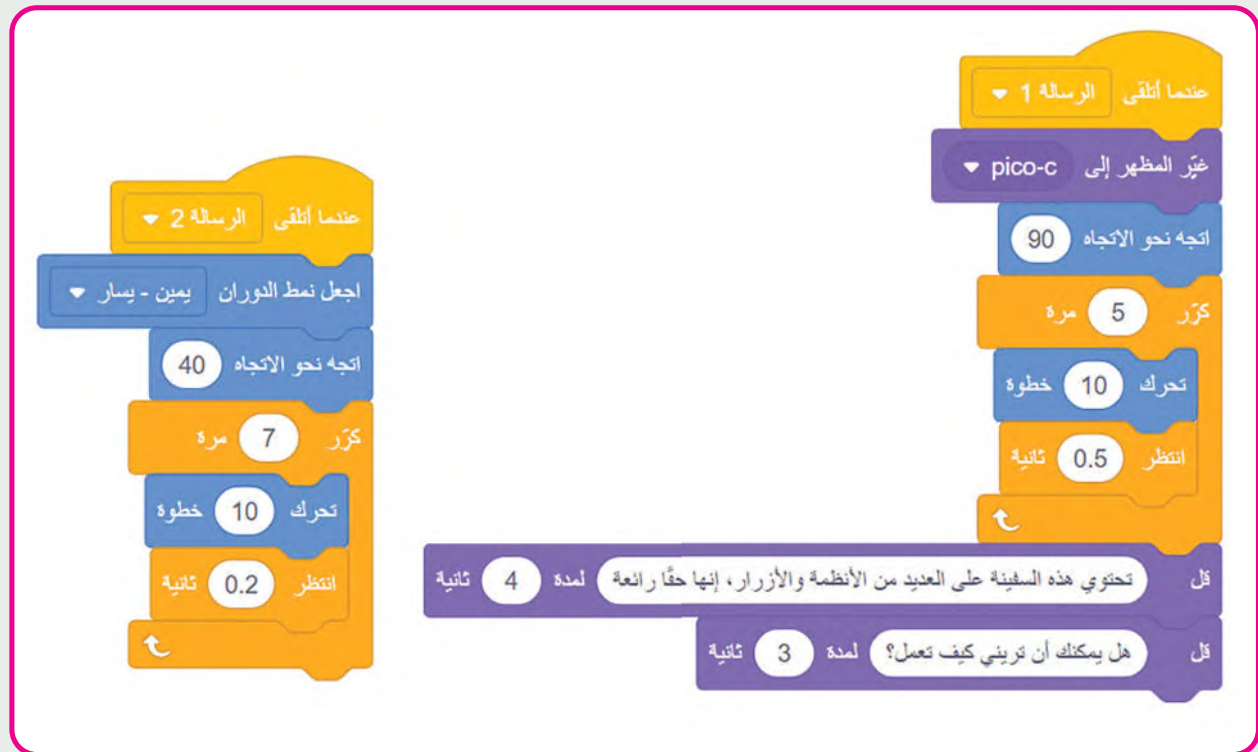 عندما أتلقى الرسالة 1
غيّر المظهر إلى pico-c
اتجه نحو الاتجاه 90
كرّر 5 مرة
تحرك 10 خطوة
انتظر 0.5 ثانية
قل تحتوي هذه السفينة على العديد من الأنظمة والأزرار، إنها حقًا رائعة لمدة 4 ثانية
قل هل يمكنك أن تريني كيف تعمل؟ لمدة 3 ثانية
عندما أتلقى الرسالة 2
اجعل نمط الدوران يمين - يسار
اتجه نحو الاتجاه 40
كرّر 7 مرة
تحرك 10 خطوة
انتظر 0.2 ثانية